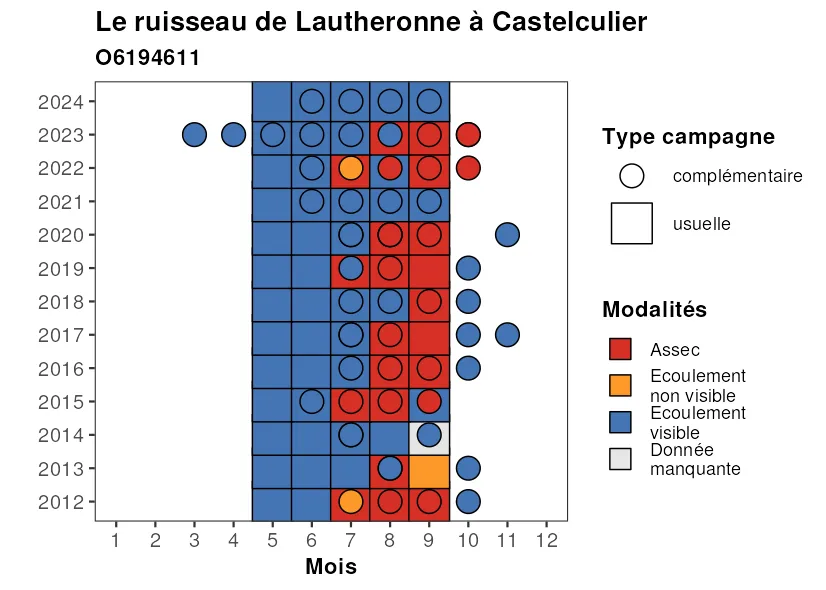 Le ruisseau de Lautheronne à Castelculier
O6194611
2024
2023
2022
2021
2020
2019
2018
2017
2016
2015
2014
2013
2012
1 2 3 4 5 6 7 8 9 10 11 12
Mois
Type campagne
complémentaire
usuelle
Modalités
Assec
Ecoulement
non visible
Ecoulement
visible
Donnée
manquante